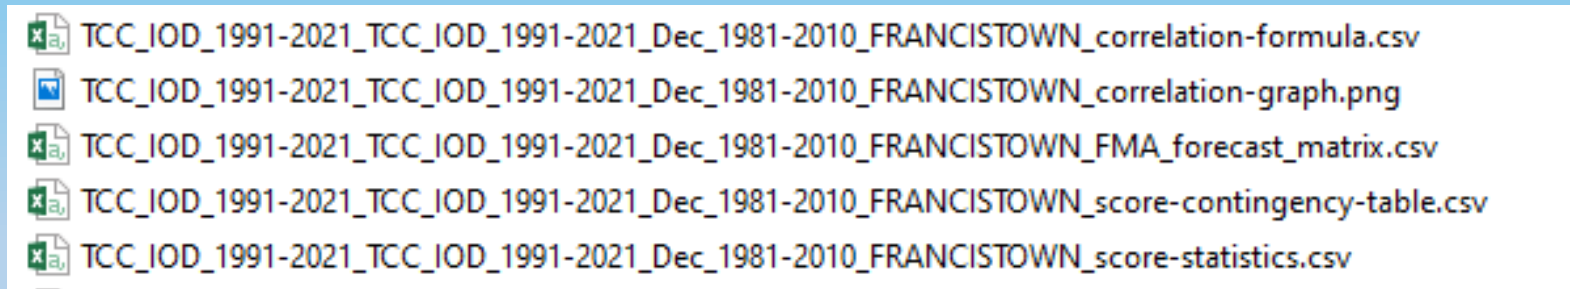 TCC_IOD_1991-2021_TCC_IOD_1991-2021_Dec_1981-2010_FRANCISTOWN_correlation-formula.csv
TCC_IOD_1991-2021_TCC_IOD_1991-2021_Dec_1981-2010_FRANCISTOWN_correlation-graph.png
TCC_IOD_1991-2021_TCC_IOD_1991-2021_Dec_1981-2010_FRANCISTOWN_FMA_forecast_matrix.csv
TCC_IOD_1991-2021_TCC_IOD_1991-2021_Dec_1981-2010_FRANCISTOWN_score-contingency-table.csv
TCC_IOD_1991-2021_TCC_IOD_1991-2021_Dec_1981-2010_FRANCISTOWN_score-statistics.csv